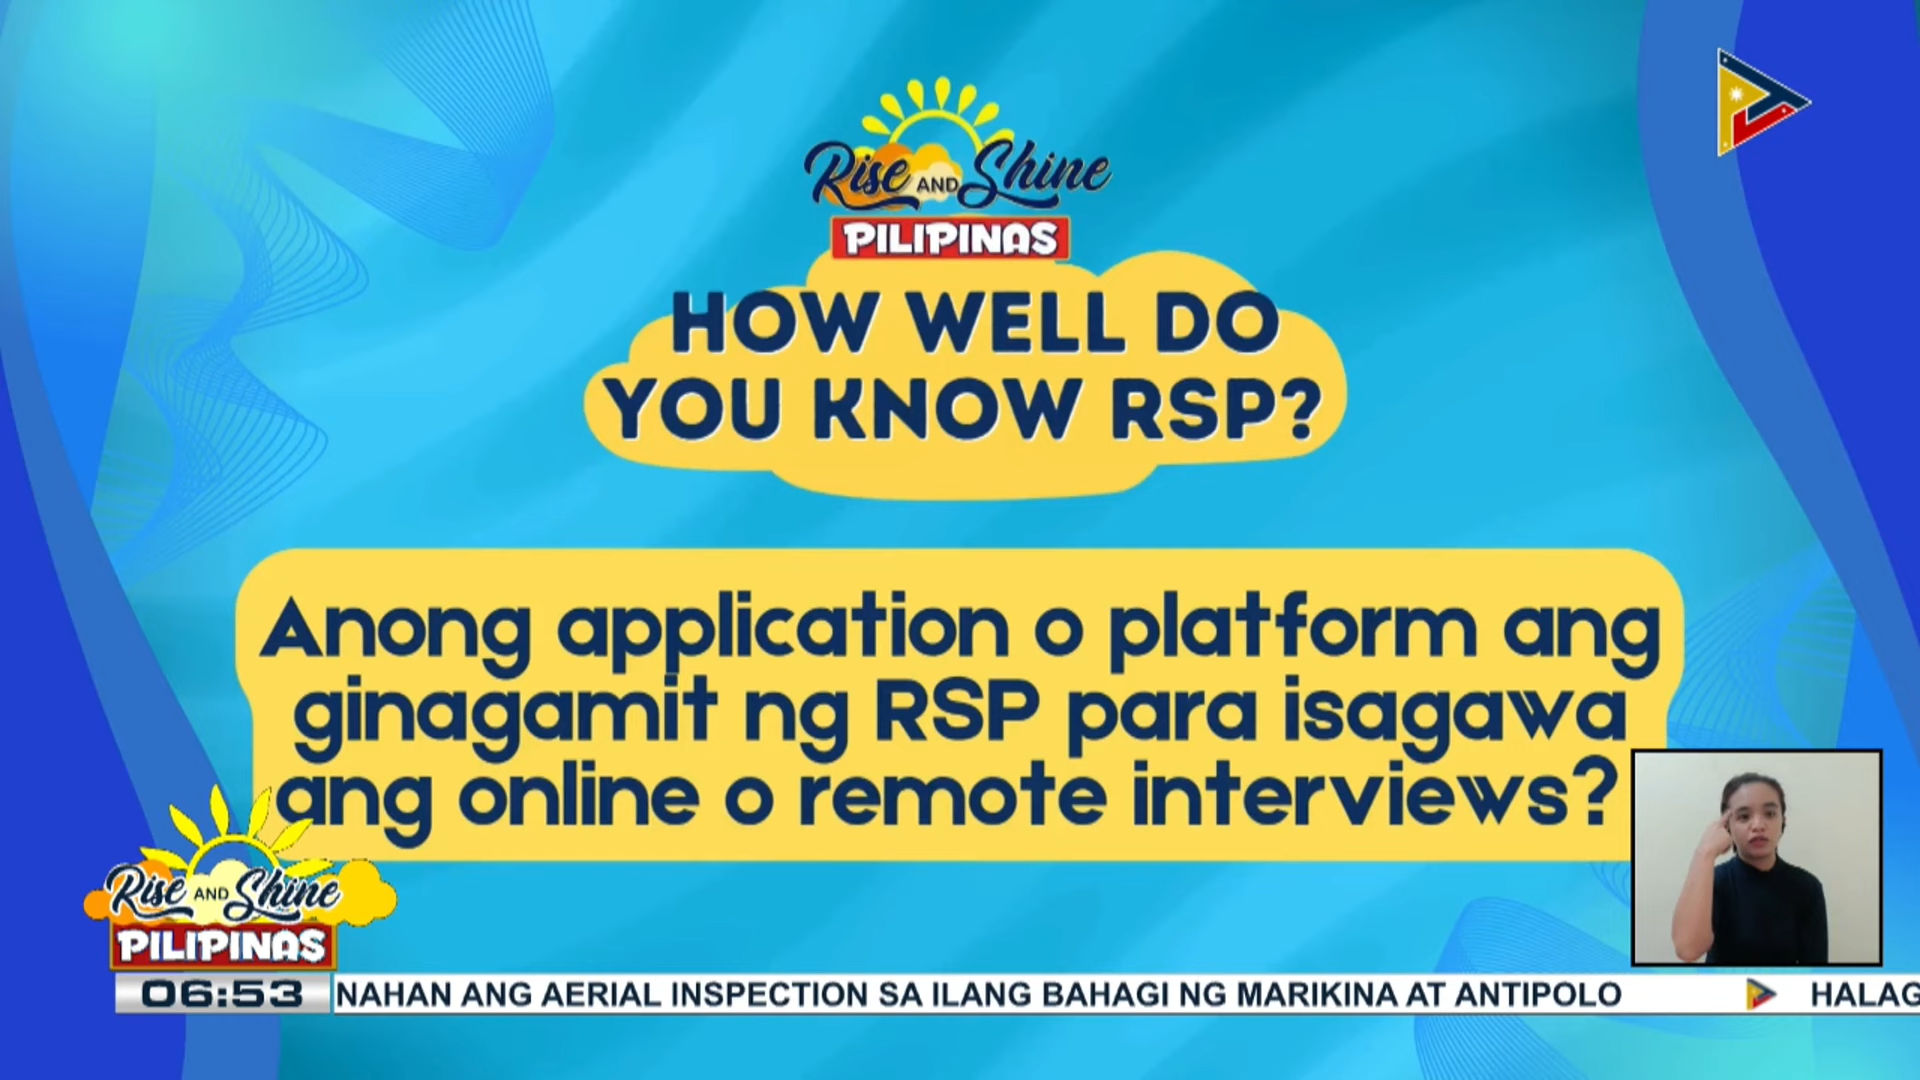 Rise AND Shine
PILIPINAS
HOW WELL DO
YOU KNOW RSP?
Anong application o platform ang
ginagamit ng RSP para isagawa
ang online o remote interviews?
Rise AND Shine
PILIPINAS
06:53
NAHAN ANG AERIAL INSPECTION SA ILANG BAHAGI NG MARIKINA AT ANTIPOLO
HALAG